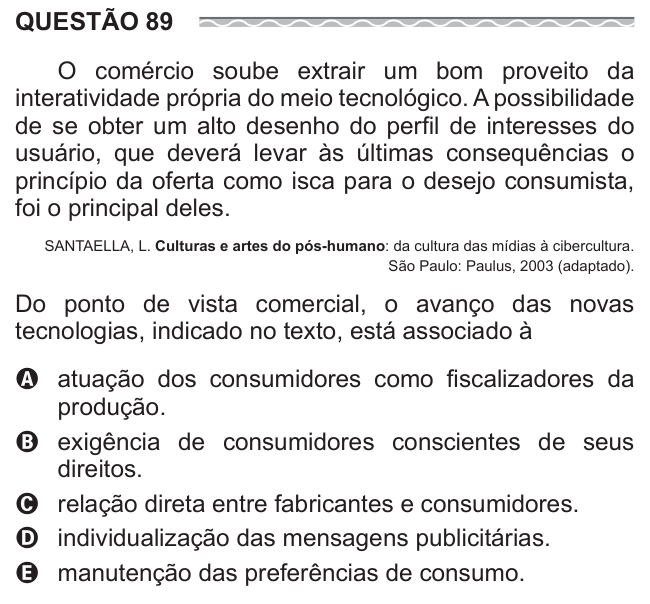 QUESTÃO 89
O comércio soube extrair um bom proveito da
interatividade própria do meio tecnológico. A possibilidade
de se obter um alto desenho do perfil de interesses do
usuário, que deverá levar às últimas consequências o
princípio da oferta como isca para o desejo consumista,
foi o principal deles.
SANTAELLA, L. Culturas e artes do pós-humano: da cultura das mídias à cibercultura.
São Paulo: Paulus, 2003 (adaptado).
Do ponto de vista comercial, o avanço das novas
tecnologias, indicado no texto, está associado à
A atuação dos consumidores como fiscalizadores da
produção.
B exigência de consumidores conscientes de seus
direitos.
C relação direta entre fabricantes e consumidores.
D individualização das mensagens publicitárias.
E manutenção das preferências de consumo.